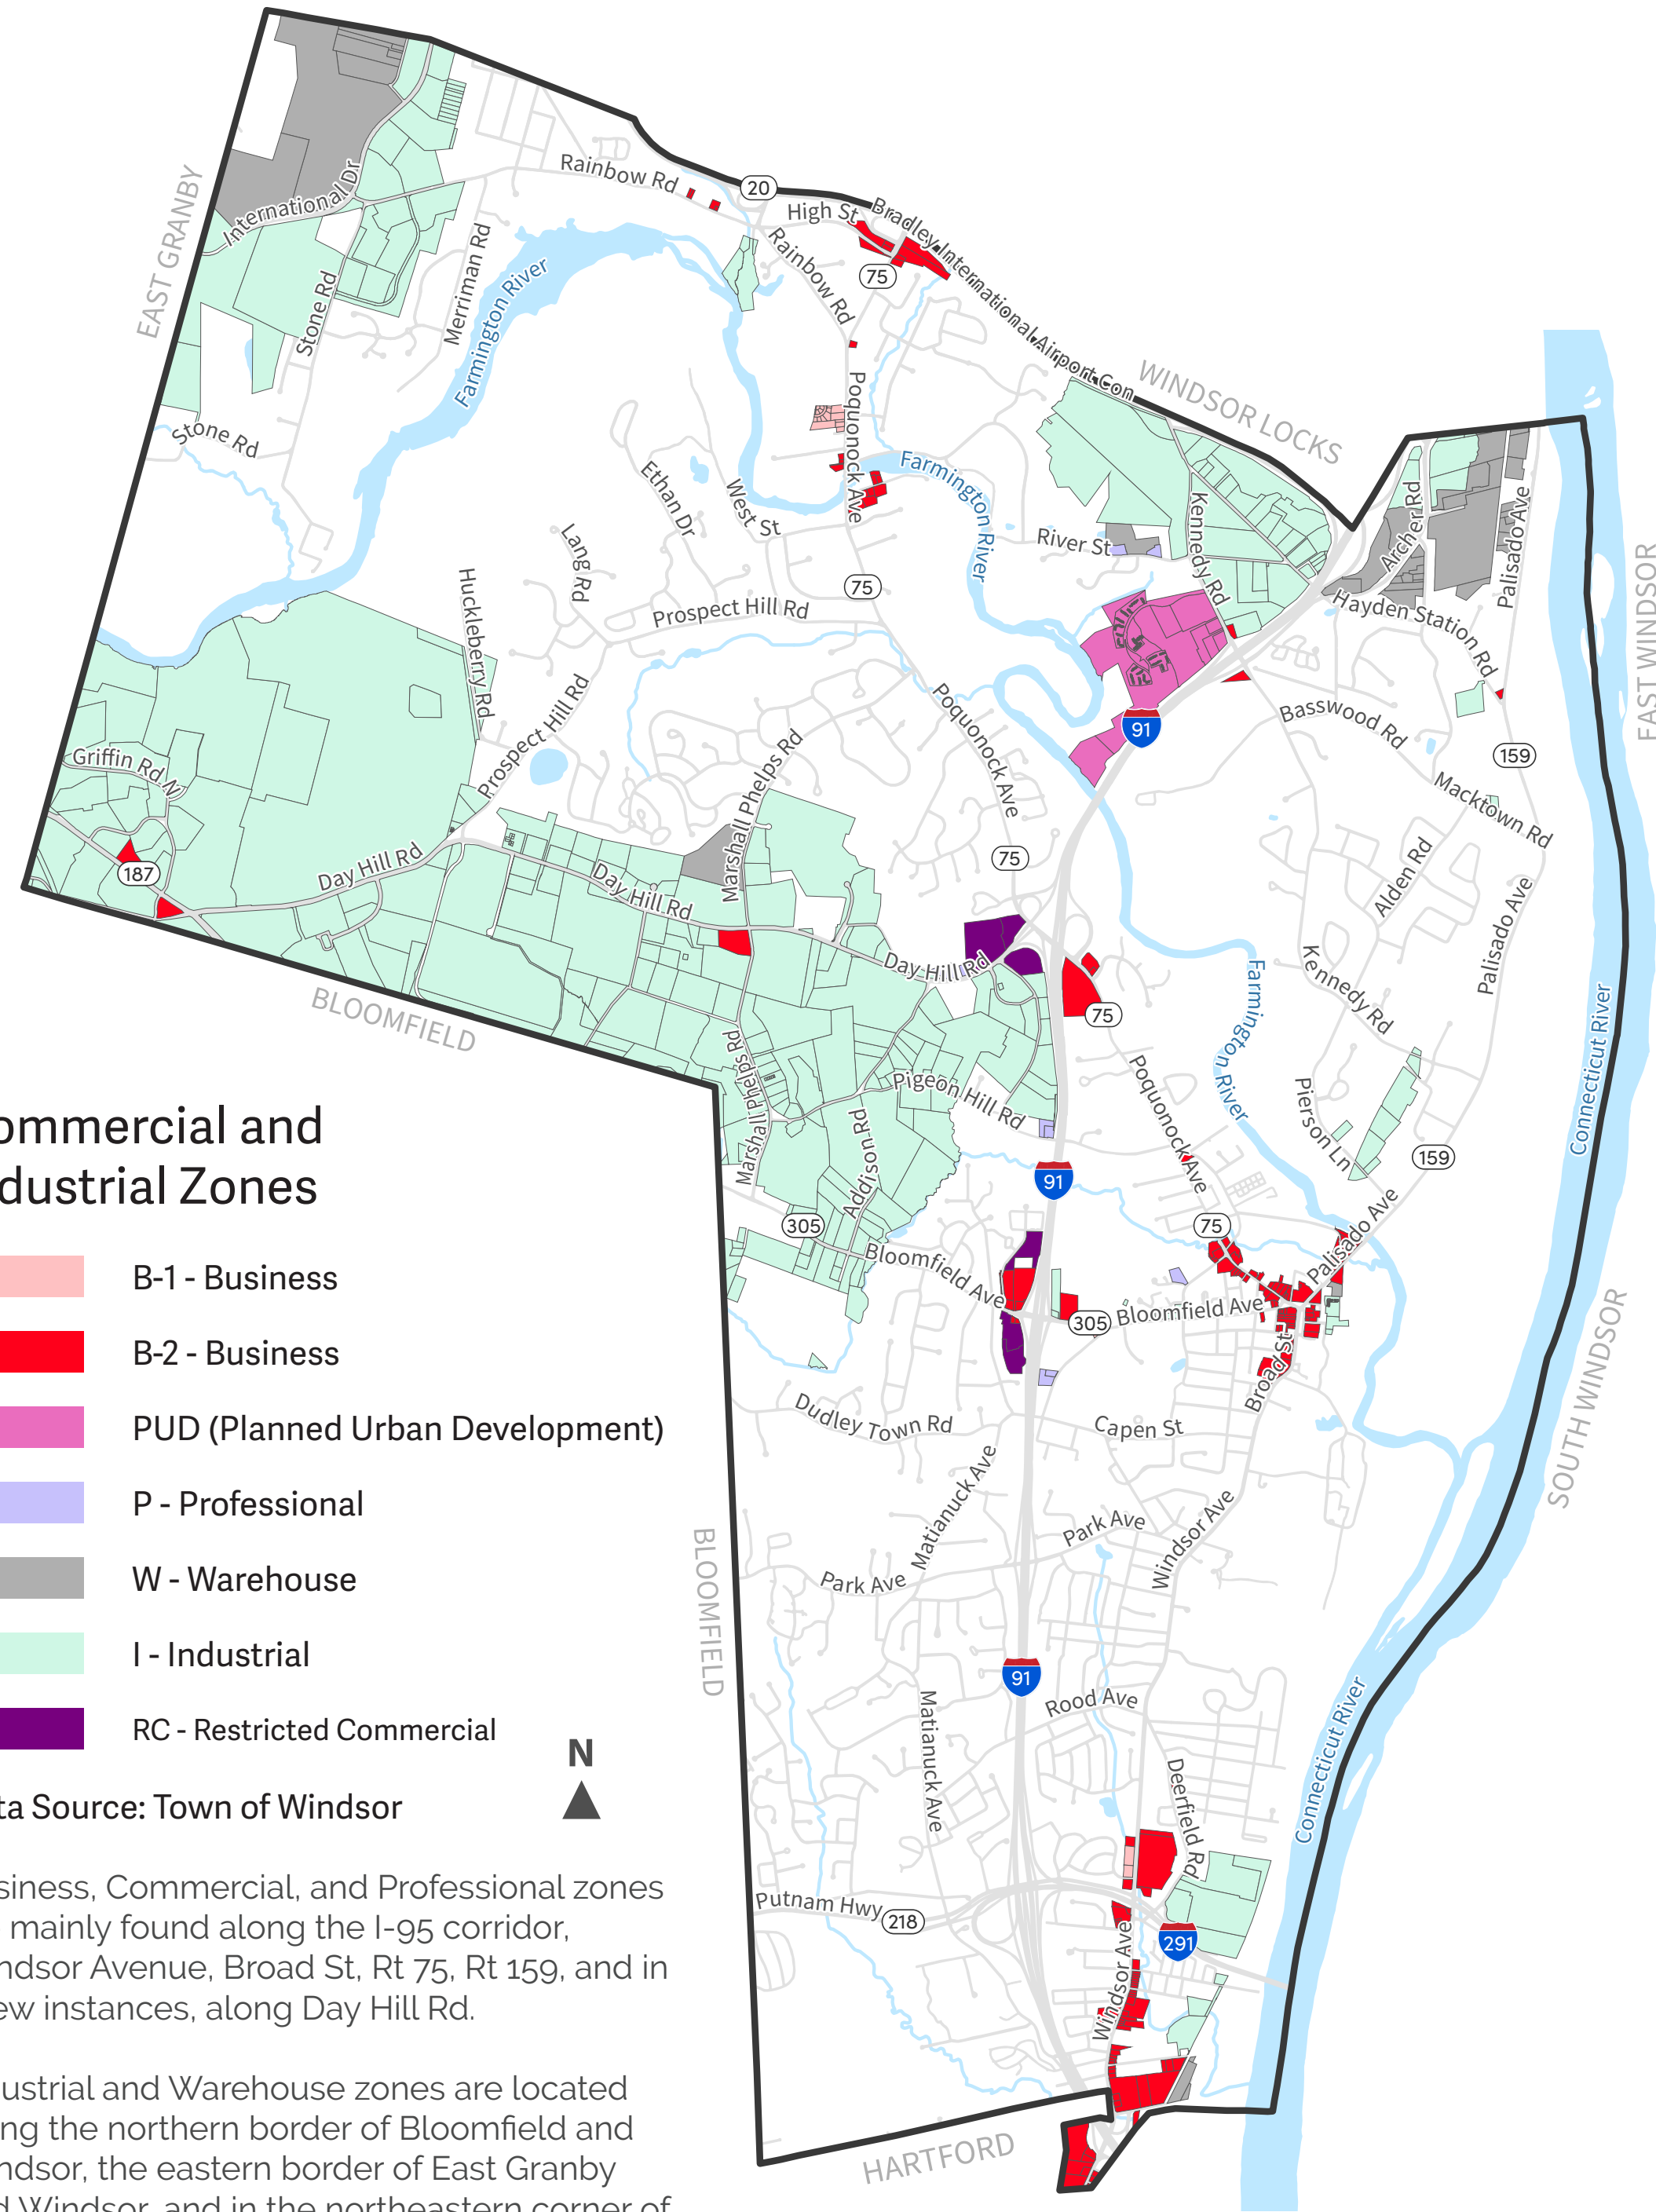 20
Rainbow Rd
High St
Bradley International Airport Con
75
International Dr
EAST GRANBY
Merriman Rd
Stone Rd
Farmington River
Rainbow Rd
WINDSOR LOCKS
Stone Rd
Poquonock Ave
Ethan Dr
West St
Farmington River
River St
Kennedy Rd
Archer Rd
Palisado Ave
Lang Rd
Huckleberry Rd
75
Prospect Hill Rd
Hayden Station Rd
EAST WINDSOR
Prospect Hill Rd
Poquonock Ave
91
Basswood Rd
159
Macktown Rd
Griffin Rd N
187
Day Hill Rd
Marshall Phelps Rd
75
Day Hill Rd
Alden Rd
Palisado Ave
Day Hill Rd
75
Farmington River
Kennedy Rd
BLOOMFIELD
Connecticut River
Marshall Phelps Rd
Pigeon Hill Rd
Addison Rd
Poquonock Ave
Pierson Ln
159
91
ommercial and
dustrial Zones
305
Bloomfield Ave
75
Palisado Ave
305
Bloomfield Ave
Broad St
SOUTH WINDSOR
B-1 - Business
B-2 - Business
PUD (Planned Urban Development)
P - Professional
W - Warehouse
I - Industrial
RC - Restricted Commercial
N
ta Source: Town of Windsor
Dudley Town Rd
Capen St
Matianuck Ave
Park Ave
Windsor Ave
Park Ave
BLOOMFIELD
91
Rood Ave
Matianuck Ave
Deerfield Rd
Connecticut River
Putnam Hwy
218
291
Windsor Ave
HARTFORD
siness, Commercial, and Professional zones
mainly found along the I-95 corridor,
ndsor Avenue, Broad St, Rt 75, Rt 159, and in
ew instances, along Day Hill Rd.
ustrial and Warehouse zones are located
ng the northern border of Bloomfield and
ndsor, the eastern border of East Granby
d Windsor, and in the northeastern corner of